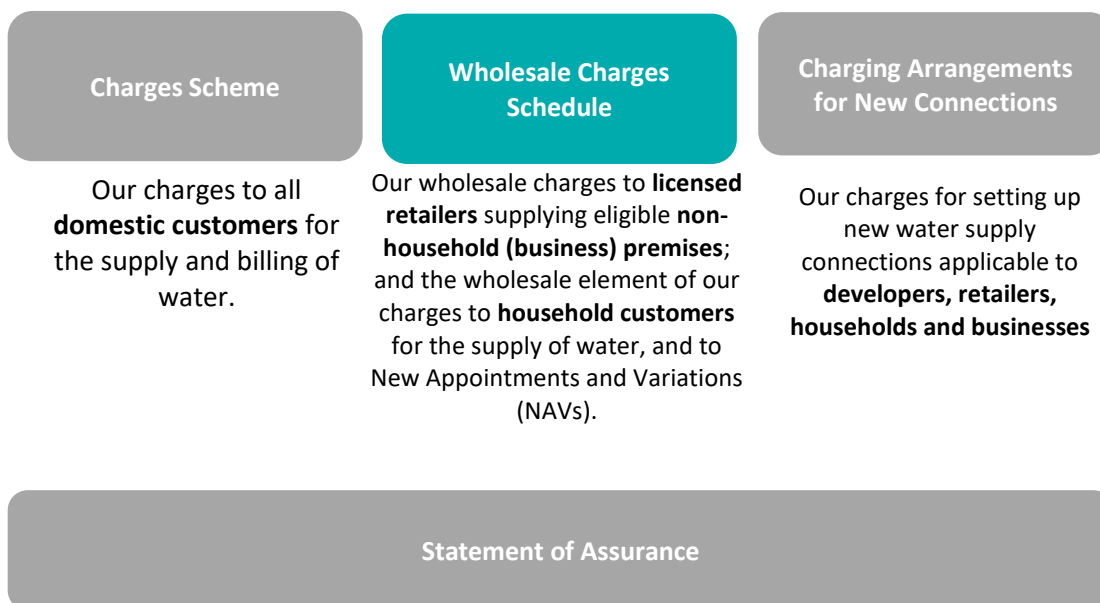 Charges Scheme
Our charges to all
domestic customers for
the supply and billing of
water.
Wholesale Charges
Schedule
Our wholesale charges to licensed
retailers supplying eligible non-
household (business) premises;
and the wholesale element of our
charges to household customers
for the supply of water, and to
New Appointments and Variations
(NAVs).
Charging Arrangements
for New Connections
Our charges for setting up
new water supply
connections applicable to
developers, retailers,
households and businesses
Statement of Assurance